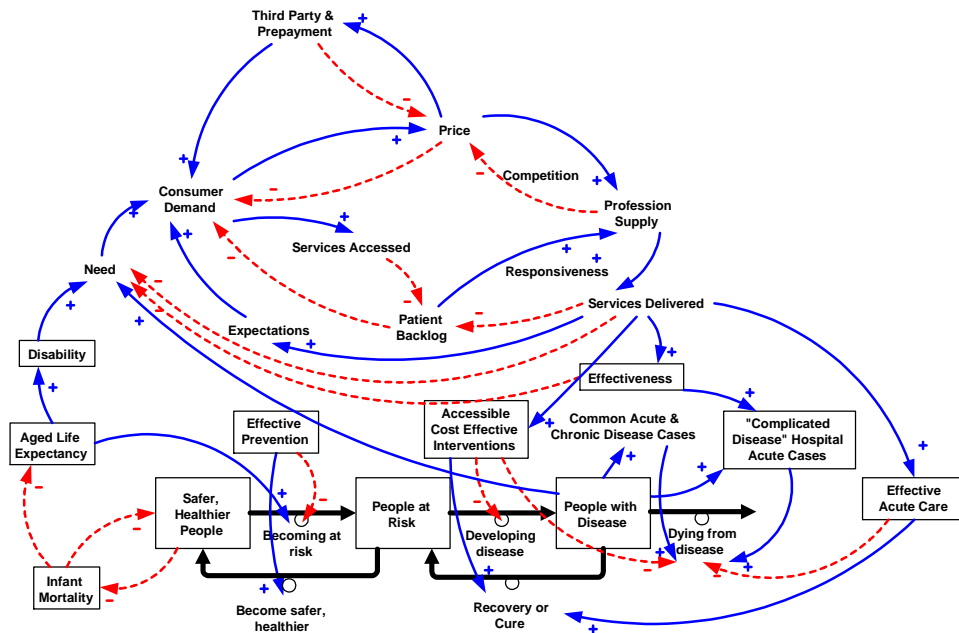 Third Party &
Prepayment
Price
Competition
Consumer
Demand
Profession
Supply
Services Accessed
Responsiveness
Need
Services Delivered
Patient
Backlog
Expectations
Disability
Effectiveness
Effective
Prevention
Accessible
Cost Effective
Interventions
Common Acute &
Chronic Disease Cases
"Complicated
Disease" Hospital
Acute Cases
Aged Life
Expectancy
Safer,
Healthier
People
People at
Risk
People with
Disease
Effective
Acute Care
Becoming at
risk
Developing
disease
Dying from
disease
Infant
Mortality
Become safer,
healthier
Recovery or
Cure